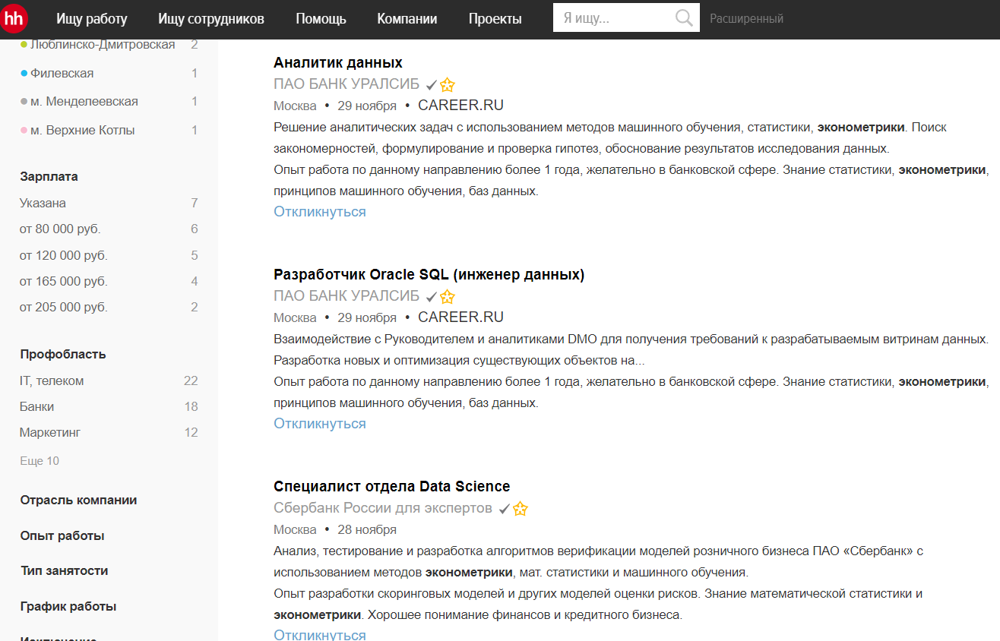 hh Ищу работу Ищу сотрудников Помощь Компании Проекты Я ищу... Расширенный
Люблинско-Дмитровская 2
Филевская 1
м. Менделеевская 1
м. Верхние Котлы 1
Зарплата
Указана 7
от 80 000 руб. 6
от 120 000 руб. 5
от 165 000 руб. 4
от 205 000 руб. 2
Профобласть
IT, телеком 22
Банки 18
Маркетинг 12
Еще 10
Отрасль компании
Опыт работы
Тип занятости
График работы
Исключение
Аналитик данных
ПАО БАНК УРАЛСИБ
Москва • 29 ноября • CAREER.RU
Решение аналитических задач с использованием методов машинного обучения, статистики, эконометрики. Поиск
закономерностей, формулирование и проверка гипотез, обоснование результатов исследования данных.
Опыт работа по данному направлению более 1 года, желательно в банковской сфере. Знание статистики, эконометрики,
принципов машинного обучения, баз данных.
Откликнуться
Разработчик Oracle SQL (инженер данных)
ПАО БАНК УРАЛСИБ
Москва • 29 ноября • CAREER.RU
Взаимодействие с Руководителем и аналитиками DMO для получения требований к разрабатываемым витринам данных.
Разработка новых и оптимизация существующих объектов на...
Опыт работа по данному направлению более 1 года, желательно в банковской сфере. Знание статистики, эконометрики,
принципов машинного обучения, баз данных.
Откликнуться
Специалист отдела Data Science
Сбербанк России для экспертов
Москва • 28 ноября
Анализ, тестирование и разработка алгоритмов верификации моделей розничного бизнеса ПАО «Сбербанк» с
использованием методов эконометрики, мат. статистики и машинного обучения.
Опыт разработки скоринговых моделей и других моделей оценки рисков. Знание математической статистики и
эконометрики. Хорошее понимание финансов и кредитного бизнеса.
Откликнуться